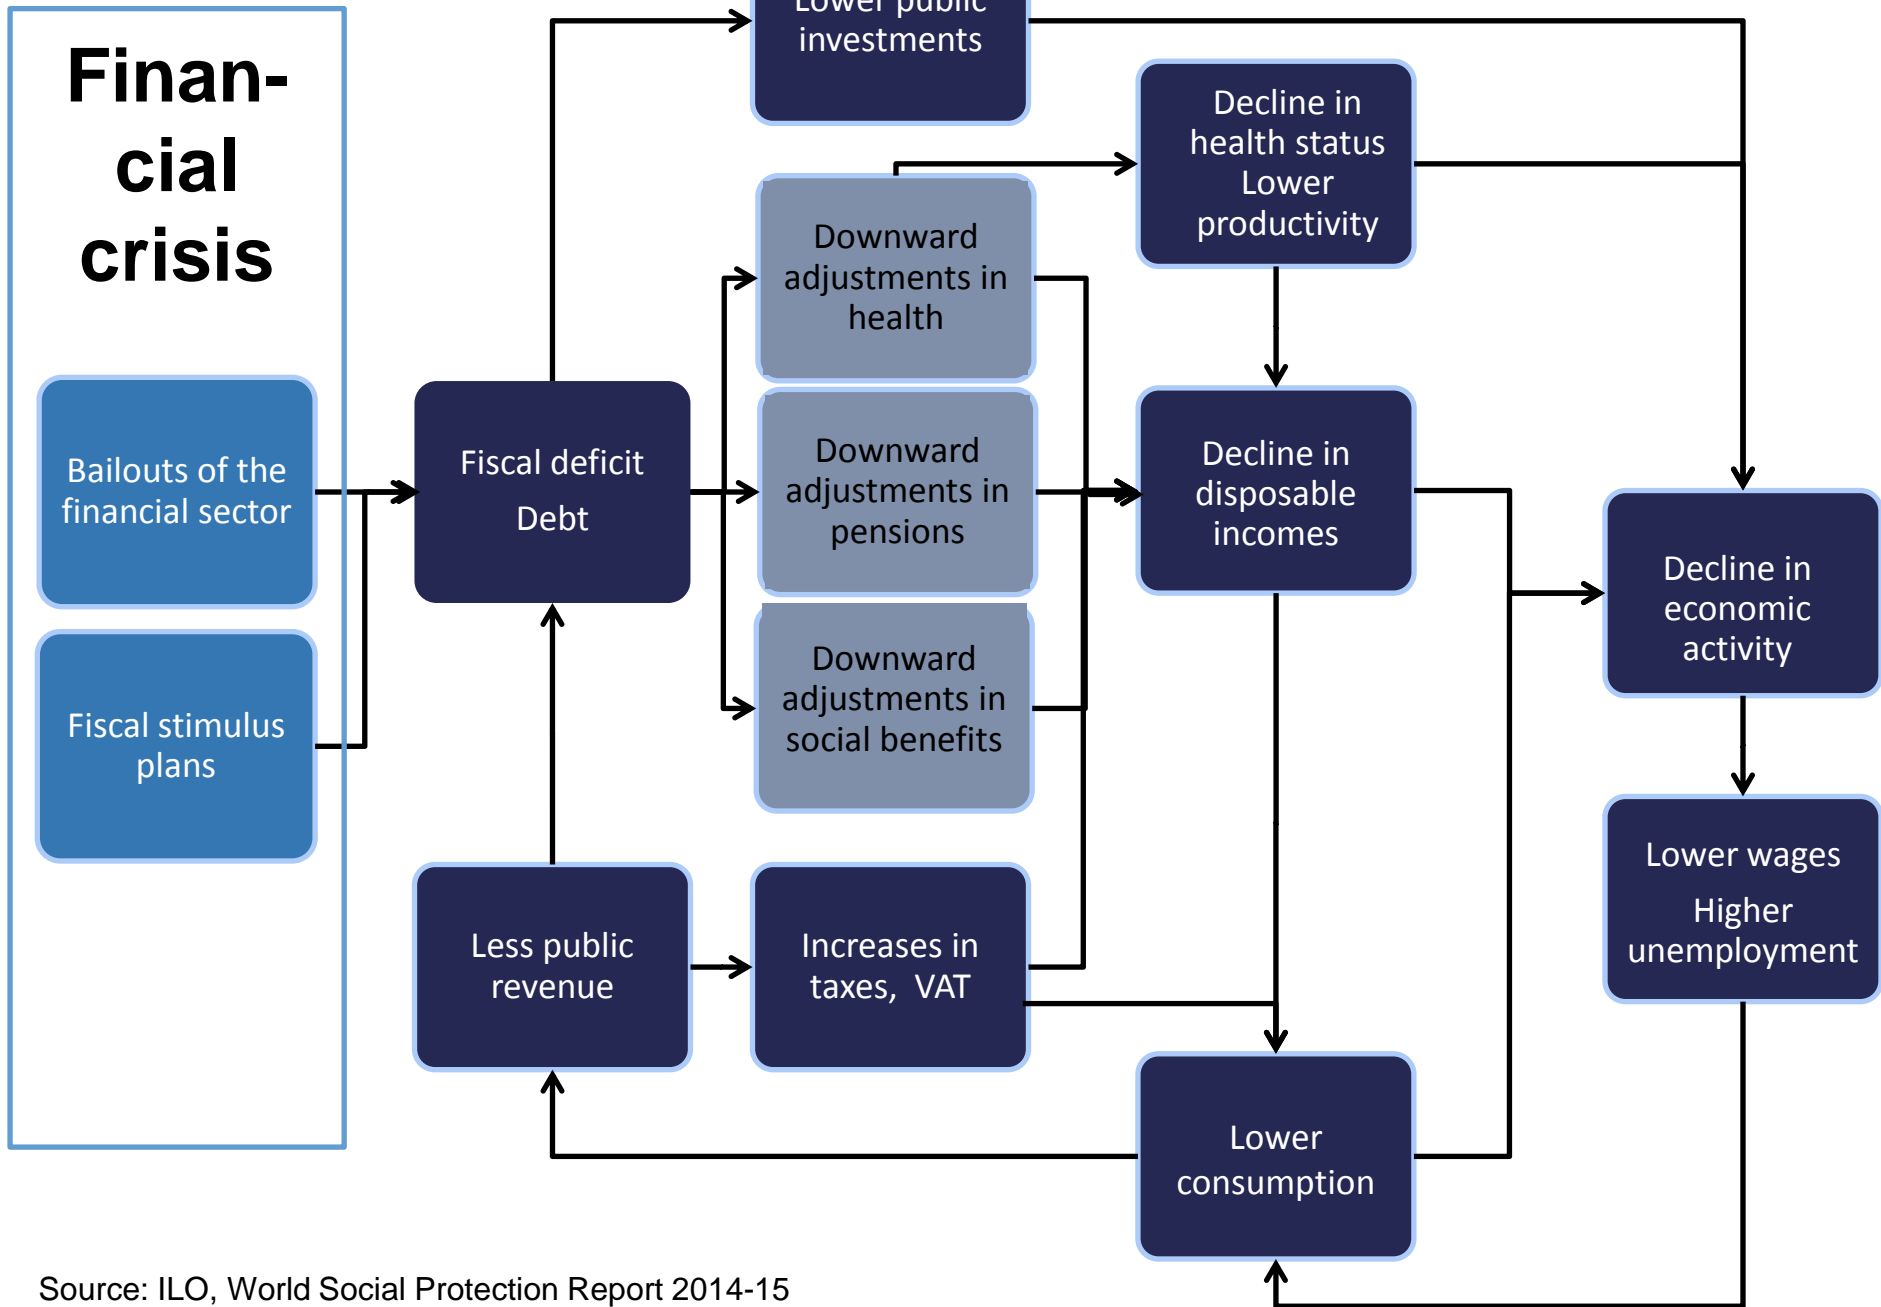 Finan-
cial
crisis
Bailouts of the
financial sector
Fiscal stimulus
plans
Fiscal deficit
Debt
Less public
revenue
Lower public
investments
Downward
adjustments in
health
Downward
adjustments in
pensions
Downward
adjustments in
social benefits
Increases in
taxes, VAT
Decline in
health status
Lower
productivity
Decline in
disposable
incomes
Lower
consumption
Decline in
economic
activity
Lower wages
Higher
unemployment
Source: ILO, World Social Protection Report 2014-15